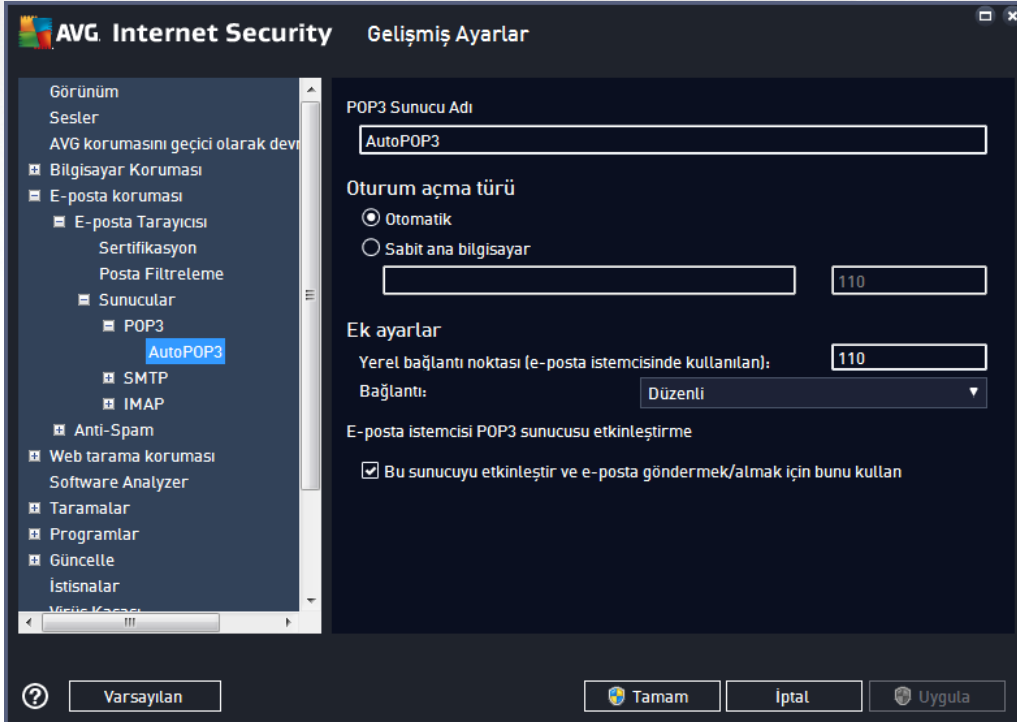 AVG. Internet Security Gelişmiş Ayarlar
Görünüm
Sesler
AVG korumasını geçici olarak devr
Bilgisayar Koruması
E-posta koruması
E-posta Tarayıcısı
Sertifikasyon
Posta Filtreleme
Sunucular
POP3
AutoPOP3
SMTP
IMAP
Anti-Spam
Web tarama koruması
Software Analyzer
Taramalar
Programlar
Güncelle
İstisnalar
Virüs Kasası
POP3 Sunucu Adı
AutoPOP3
Oturum açma türü
Otomatik
Sabit ana bilgisayar
110
Ek ayarlar
Yerel bağlantı noktası (e-posta istemcisinde kullanılan): 110
Bağlantı: Düzenli
E-posta istemcisi POP3 sunucusu etkinleştirme
Bu sunucuyu etkinleştir ve e-posta göndermek/almak için bunu kullan
Varsayılan Tamam İptal Uygula